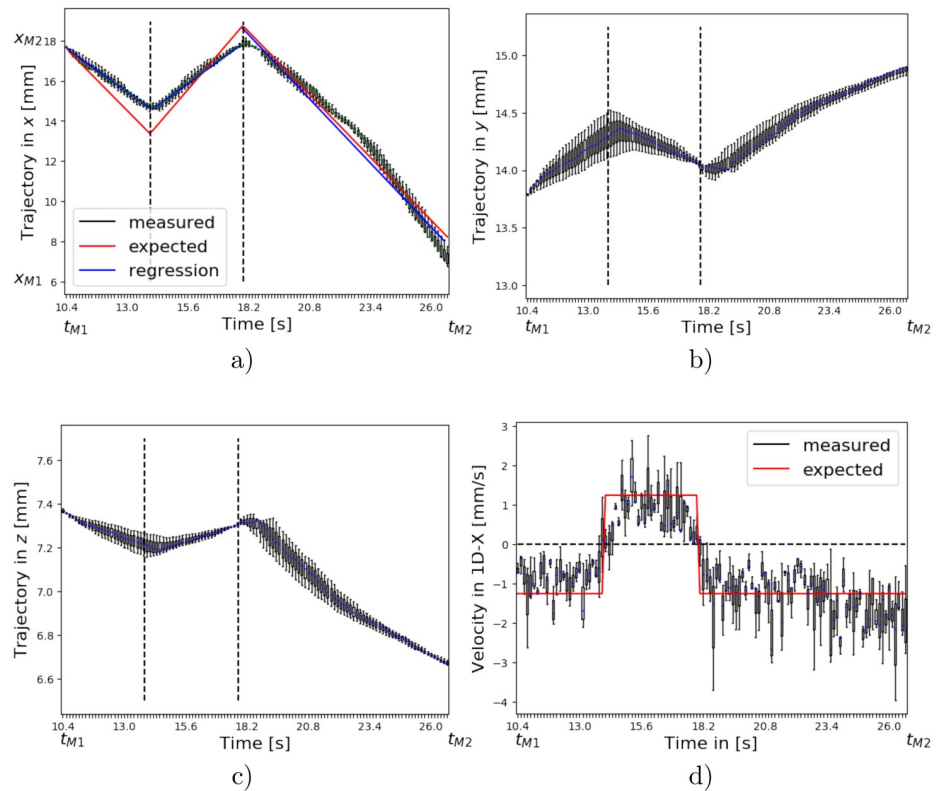 x_M2 18
16
14
12
10
8
x_M1 6
Trajectory in x [mm]
measured
expected
regression
10.4 13.0 15.6 18.2 20.8 23.4 26.0
t_M1 Time [s] t_M2
a)
15.0
14.5
14.0
13.5
13.0
Trajectory in y [mm]
10.4 13.0 15.6 18.2 20.8 23.4 26.0
t_M1 Time [s] t_M2
b)
7.6
7.4
7.2
7.0
6.8
6.6
Trajectory in z [mm]
10.4 13.0 15.6 18.2 20.8 23.4 26.0
t_M1 Time [s] t_M2
c)
3
2
1
0
−1
−2
−3
−4
Velocity in 1D-X [mm/s]
measured
expected
10.4 13.0 15.6 18.2 20.8 23.4 26.0
t_M1 Time in [s] t_M2
d)